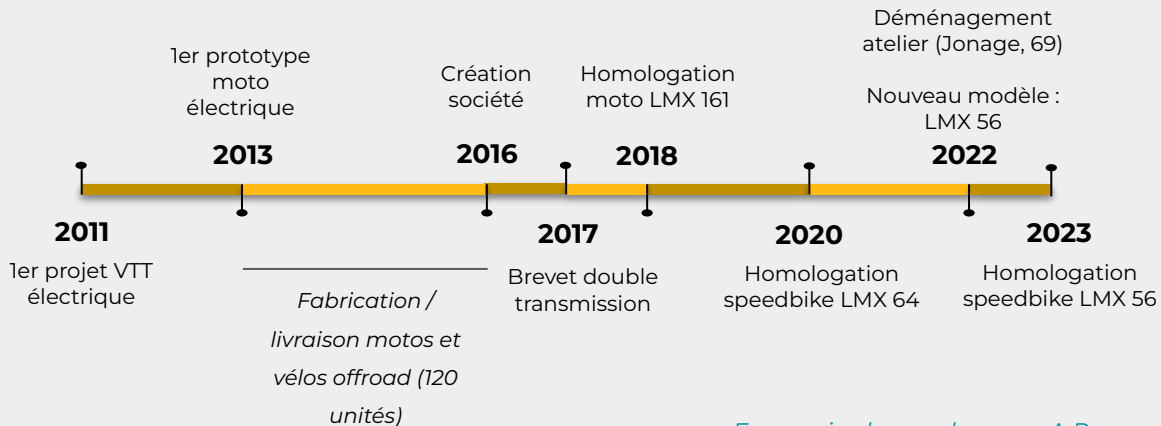 1er prototype
moto
électrique
2013
Création
société
2016
Homologation
moto LMX 161
2018
Déménagement
atelier (Jonage, 69)
Nouveau modèle :
LMX 56
2022
2011
1er projet VTT
électrique
Fabrication /
livraison motos et
vélos offroad (120
unités)
2017
Brevet double
transmission
2020
Homologation
speedbike LMX 64
2023
Homologation
speedbike LMX 56